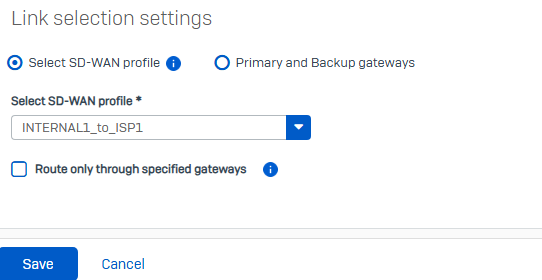 Link selection settings
Select SD-WAN profile Primary and Backup gateways
Select SD-WAN profile *
INTERNAL1_to_ISP1
Route only through specified gateways
Save Cancel